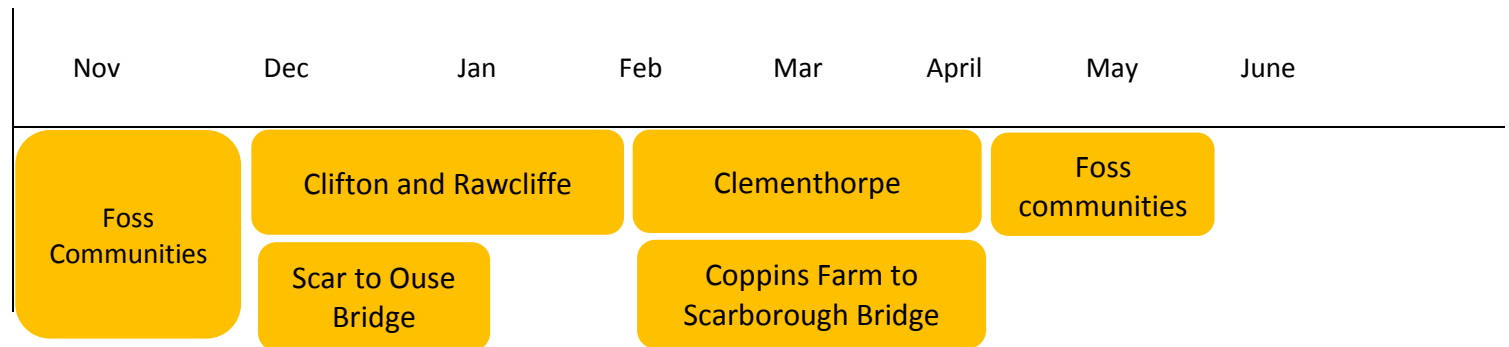 Nov Dec Jan Feb Mar April May June
Foss
Communities
Clifton and Rawcliffe
Clementhorpe
Foss
communities
Scar to Ouse
Bridge
Coppins Farm to
Scarborough Bridge